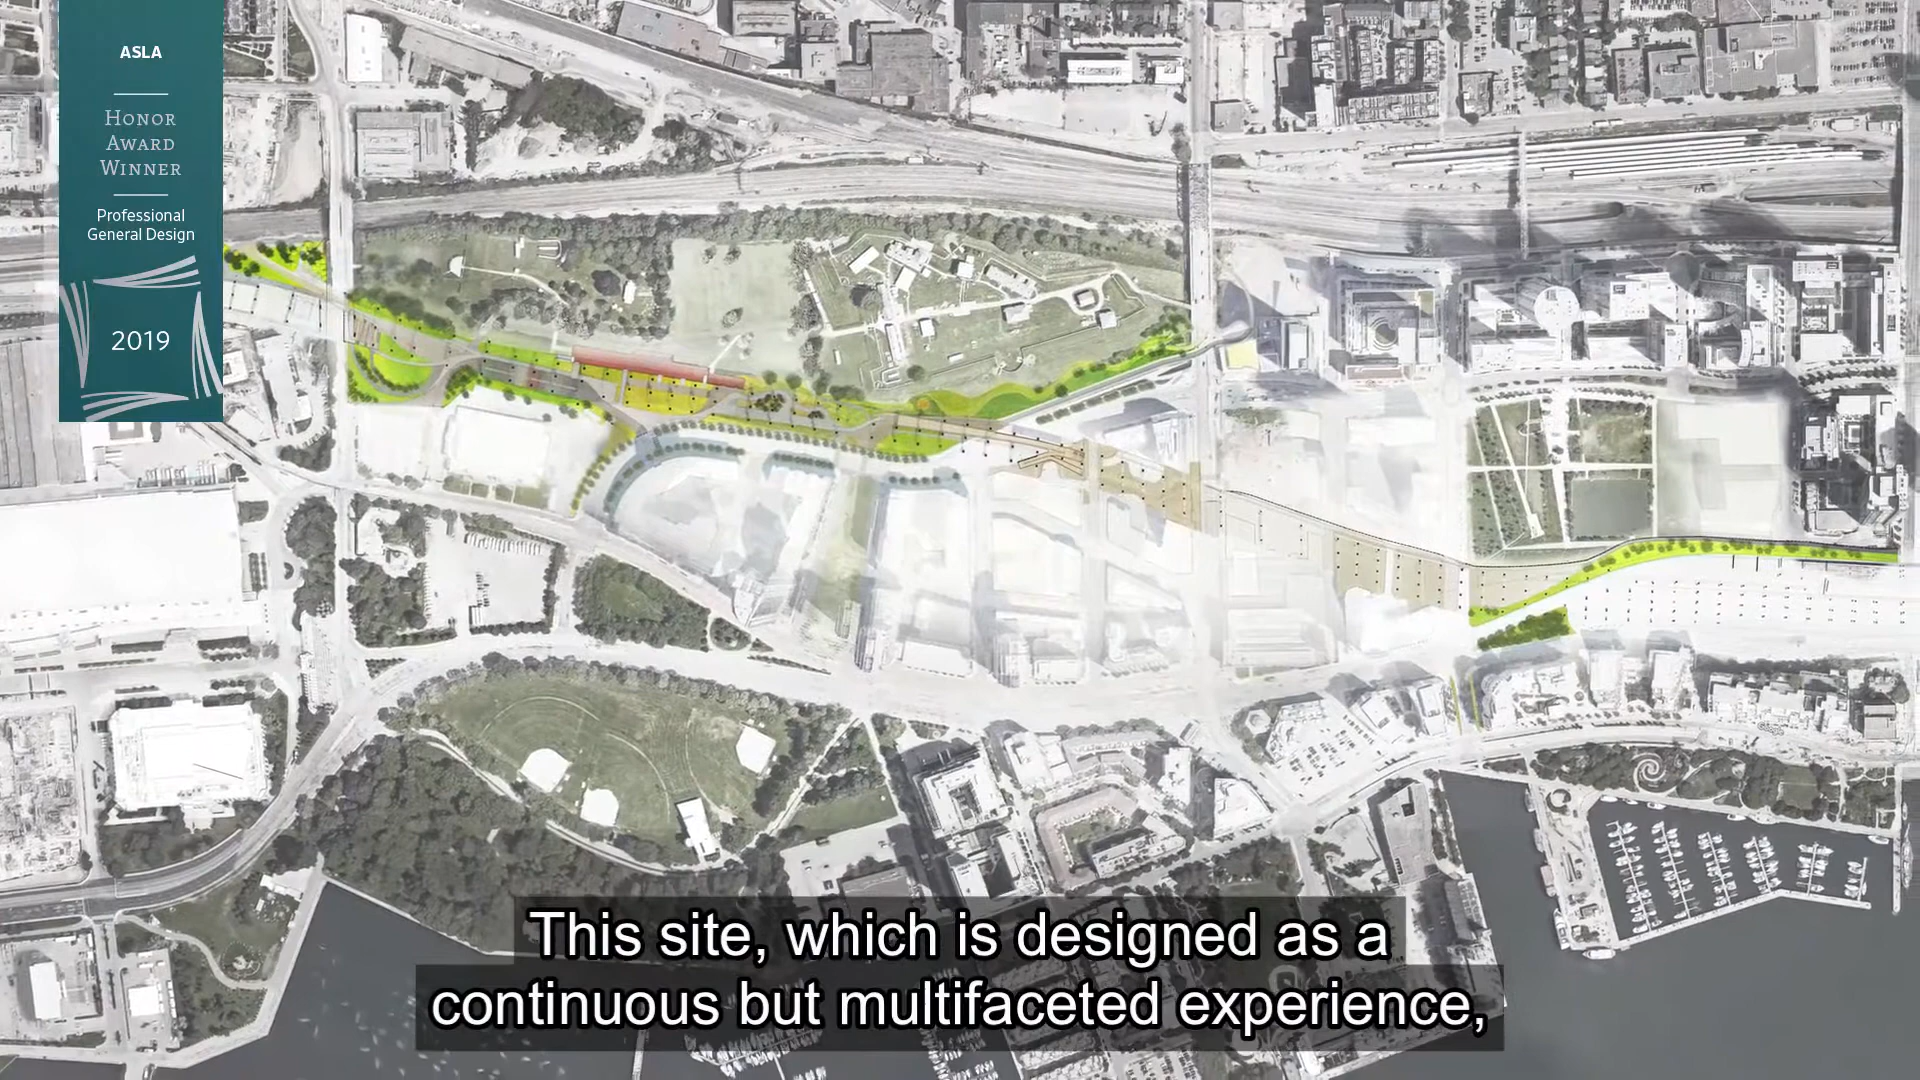 ASLA
HONOR
AWARD
WINNER
Professional
General Design
2019
This site, which is designed as a
continuous but multifaceted experience,